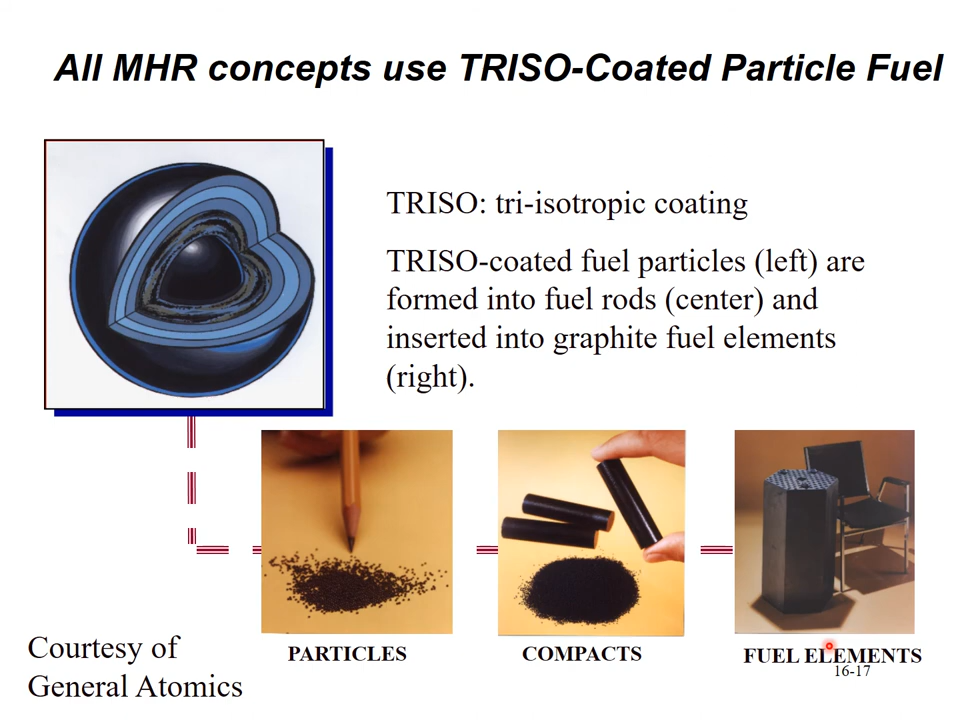 All MHR concepts use TRISO-Coated Particle Fuel
TRISO: tri-isotropic coating
TRISO-coated fuel particles (left) are
formed into fuel rods (center) and
inserted into graphite fuel elements
(right).
PARTICLES
COMPACTS
FUEL ELEMENTS
16-17
Courtesy of
General Atomics